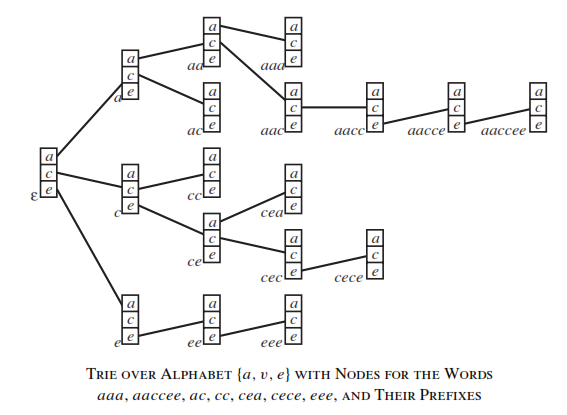 a
c
e
ε
a
c
e
a
a
c
e
c
a
c
e
e
a
c
e
aa
a
c
e
ac
a
c
e
cc
a
c
e
ce
a
c
e
ee
a
c
e
aaa
a
c
e
aac
a
c
e
cea
a
c
e
cec
a
c
e
eee
a
c
e
aacc
a
c
e
cece
a
c
e
aacce
a
c
e
aaccee
TRIE OVER ALPHABET {a, v, e} WITH NODES FOR THE WORDS
aaa, aaccee, ac, cc, cea, cece, eee, AND THEIR PREFIXES